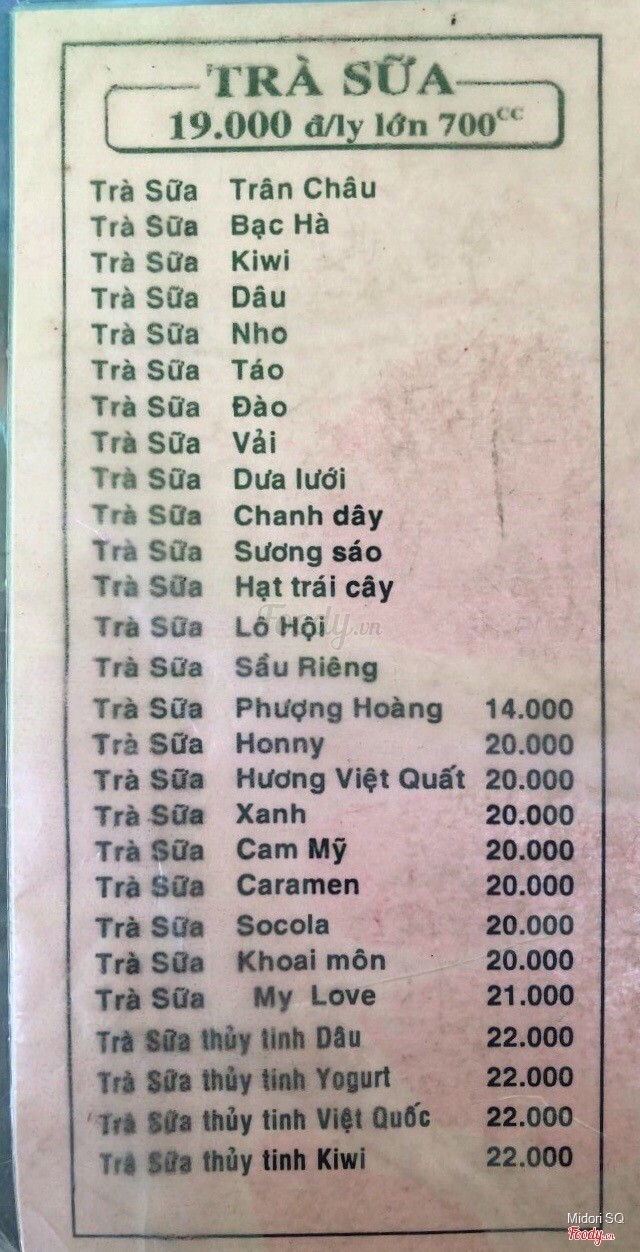 TRÀ SỮA
19.000 đ/ly lớn 700cc
Trà Sữa Trân Châu
Trà Sữa Bạc Hà
Trà Sữa Kiwi
Trà Sữa Dâu
Trà Sữa Nho
Trà Sữa Táo
Trà Sữa Đào
Trà Sữa Vải
Trà Sữa Dưa lưới
Trà Sữa Chanh dây
Trà Sữa Sương sáo
Trà Sữa Hạt trái cây
Foody.vn
Trà Sữa Lô Hội
Trà Sữa Sầu Riêng
Trà Sữa Phượng Hoàng 14.000
Trà Sữa Honny 20.000
Trà Sữa Hương Việt Quất 20.000
Trà Sữa Xanh 20.000
Trà Sữa Cam Mỹ 20.000
Trà Sữa Caramen 20.000
Trà Sữa Socola 20.000
Trà Sữa Khoai môn 20.000
Trà Sữa My Love 21.000
Trà Sữa thủy tinh Dâu 22.000
Trà Sữa thủy tinh Yogurt 22.000
Trà Sữa thủy tinh Việt Quốc 22.000
Trà Sữa thủy tinh Kiwi 22.000
Midori SQ
Foody.vn